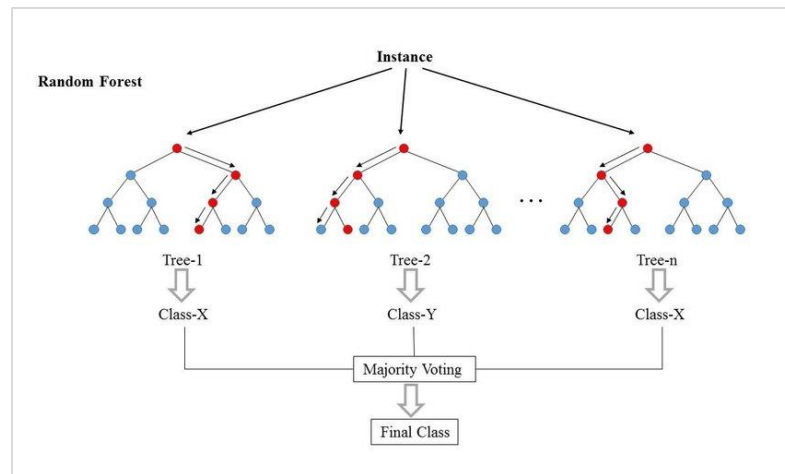 Instance
Random Forest
...
Tree-1
Tree-2
Tree-n
Class-X
Class-Y
Class-X
Majority Voting
Final Class